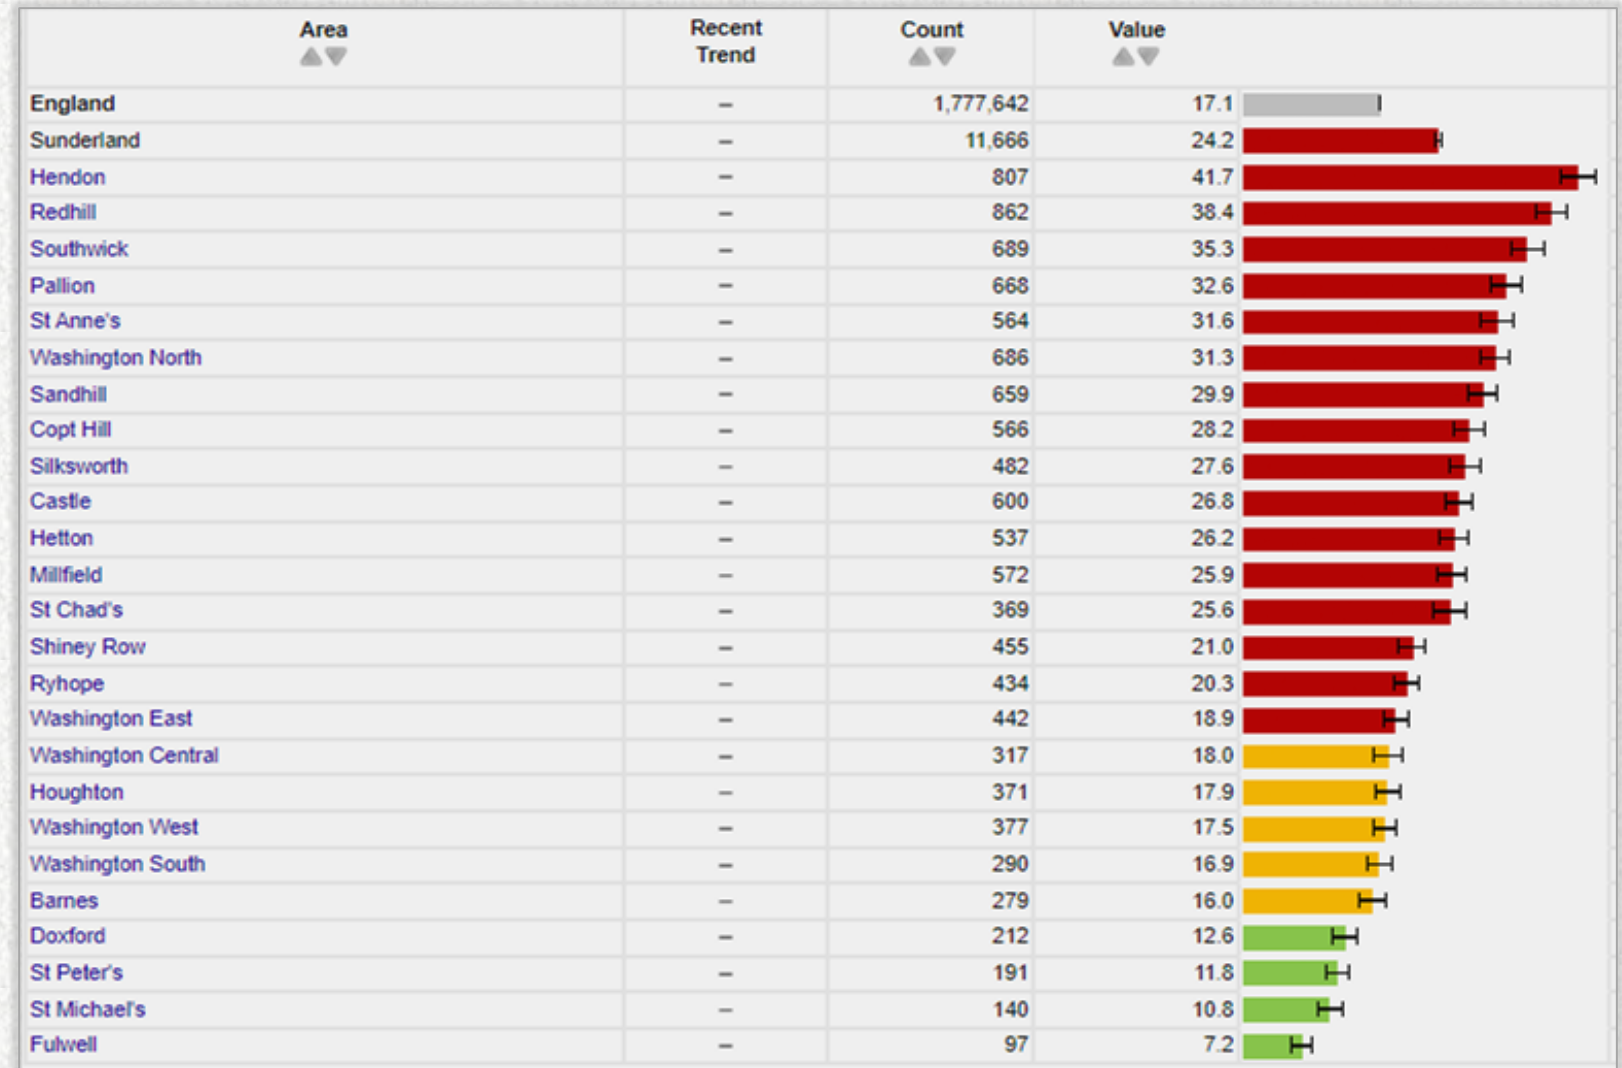 Area Recent Trend Count Value
England – 1,777,642 17.1
Sunderland – 11,666 24.2
Hendon – 807 41.7
Redhill – 862 38.4
Southwick – 689 35.3
Pallion – 668 32.6
St Anne's – 564 31.6
Washington North – 686 31.3
Sandhill – 659 29.9
Copt Hill – 566 28.2
Silksworth – 482 27.6
Castle – 600 26.8
Hetton – 537 26.2
Millfield – 572 25.9
St Chad's – 369 25.6
Shiney Row – 455 21.0
Ryhope – 434 20.3
Washington East – 442 18.9
Washington Central – 317 18.0
Houghton – 371 17.9
Washington West – 377 17.5
Washington South – 290 16.9
Barnes – 279 16.0
Doxford – 212 12.6
St Peter's – 191 11.8
St Michael's – 140 10.8
Fulwell – 97 7.2